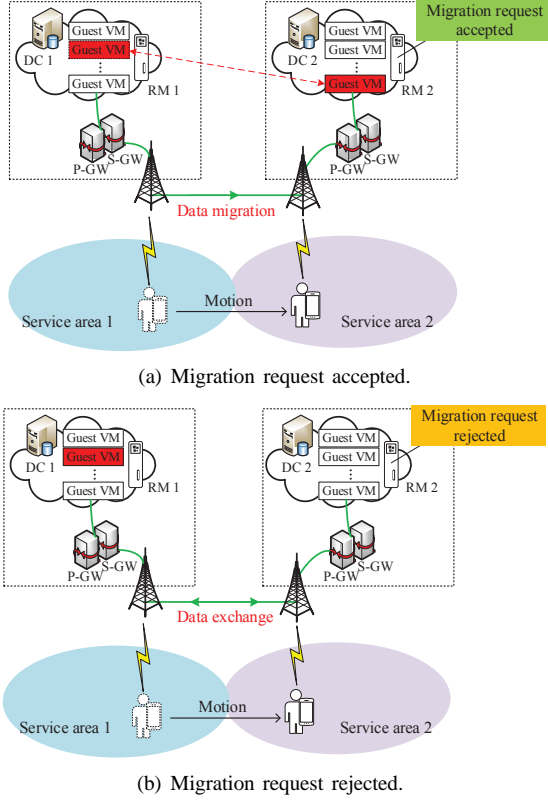 Guest VM
Guest VM
DC 1
Guest VM
RM 1
P-GW
S-GW
Guest VM
Guest VM
DC 2
Guest VM
RM 2
P-GW
S-GW
Migration request
accepted
Data migration
Service area 1
Motion
Service area 2
(a) Migration request accepted.
Guest VM
Guest VM
DC 1
Guest VM
RM 1
P-GW
S-GW
Guest VM
Guest VM
DC 2
Guest VM
RM 2
P-GW
S-GW
Migration request
rejected
Data exchange
Service area 1
Motion
Service area 2
(b) Migration request rejected.